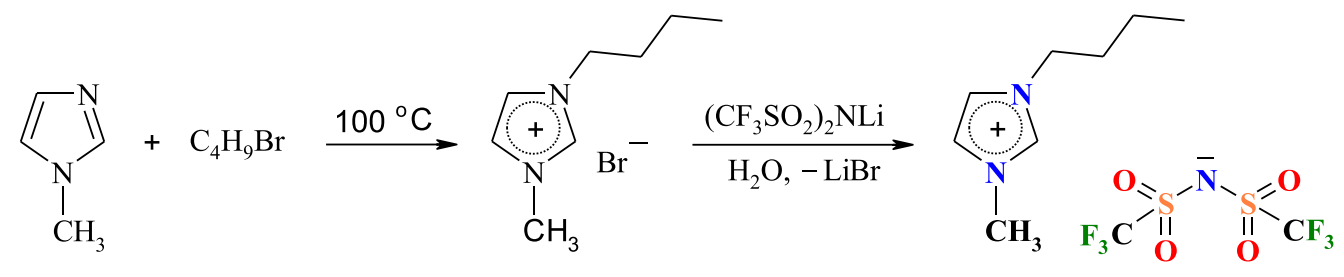 N
N
CH₃
+
C₄H₉Br
100 °C
N
+
N
CH₃
Br⁻
(CF₃SO₂)₂NLi
H₂O, – LiBr
N
+
N
CH₃
O
S
O
F₃C
N⁻
S
O
O
CF₃